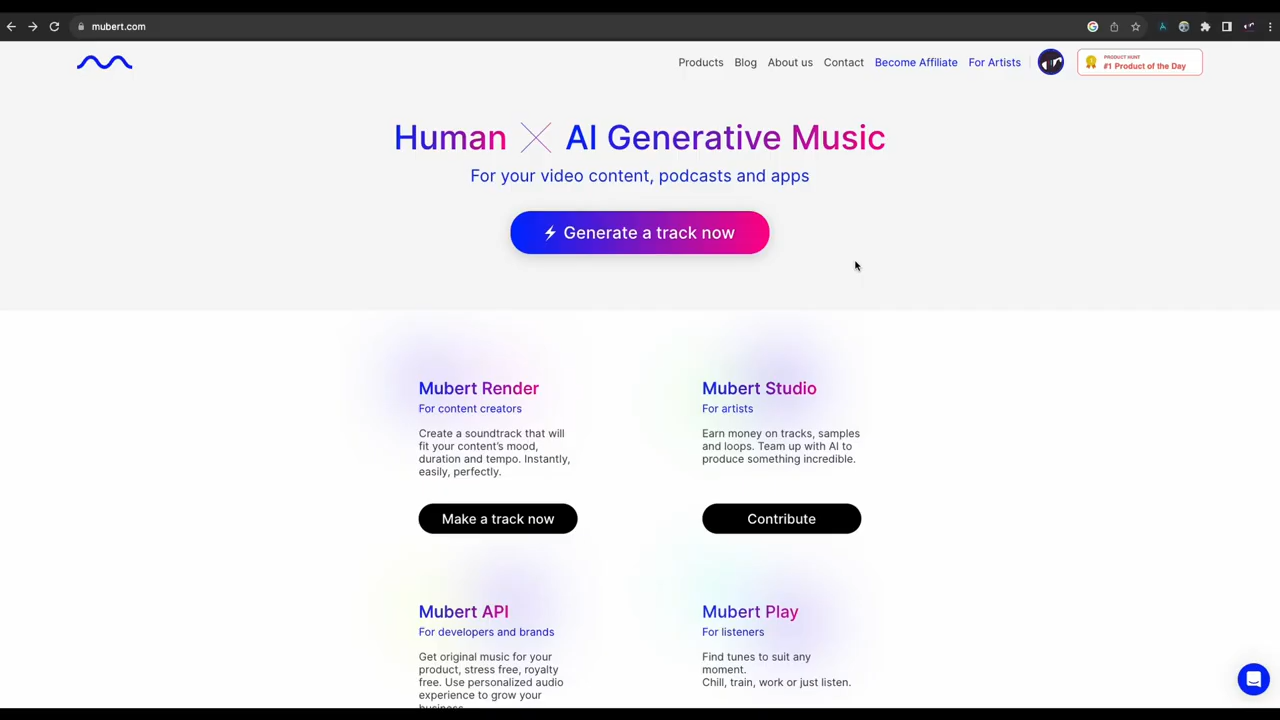 mubert.com
Products Blog About us Contact Become Affiliate For Artists
PRODUCT HUNT
#1 Product of the Day
Human AI Generative Music
For your video content, podcasts and apps
Generate a track now
Mubert Render
For content creators
Create a soundtrack that will
fit your content's mood,
duration and tempo. Instantly,
easily, perfectly.
Make a track now
Mubert Studio
For artists
Earn money on tracks, samples
and loops. Team up with AI to
produce something incredible.
Contribute
Mubert API
For developers and brands
Get original music for your
product, stress free, royalty
free. Use personalized audio
experience to grow your
business.
Mubert Play
For listeners
Find tunes to suit any
moment.
Chill, train, work or just listen.